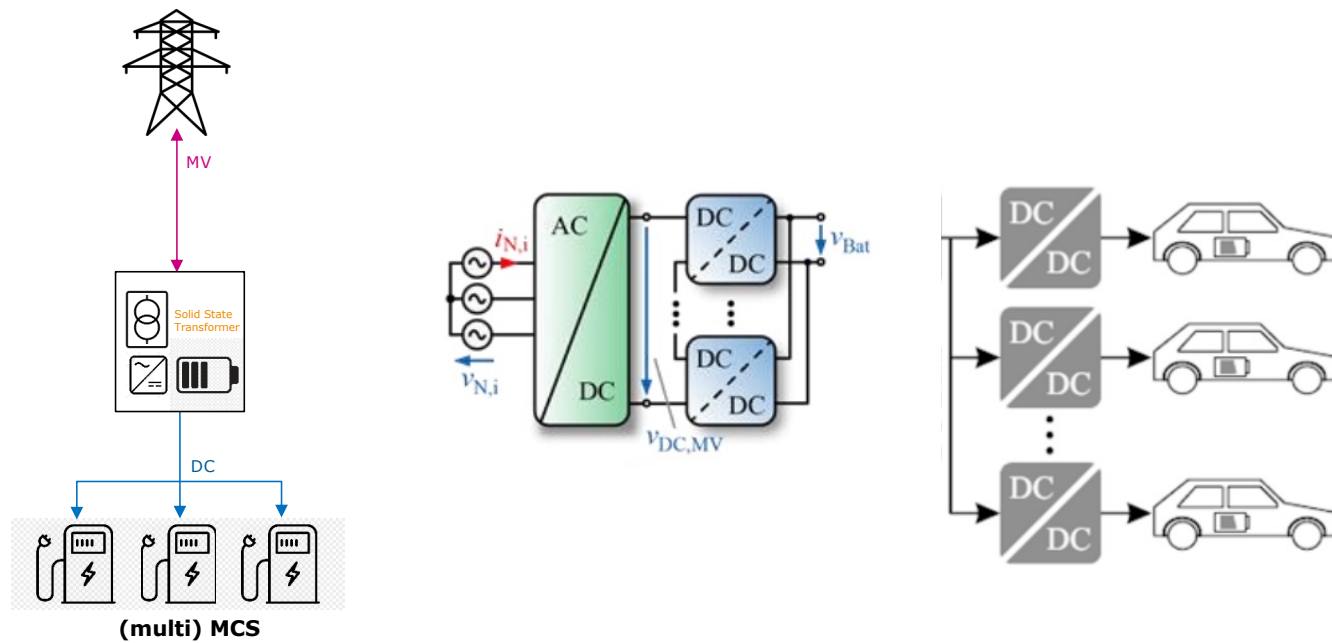 MV
Solid State
Transformer
DC
(multi) MCS
i_N,i
v_N,i
AC
DC
v_DC,MV
DC
DC
DC
DC
v_Bat
DC
DC
DC
DC
DC
DC